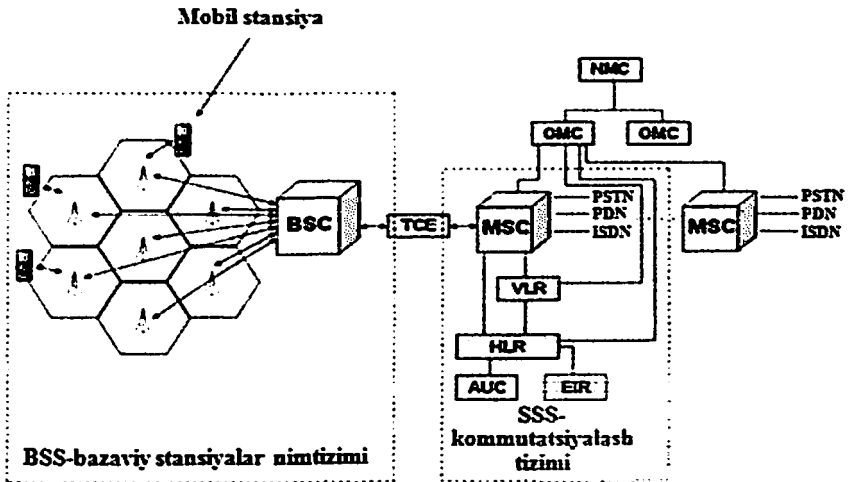 Mobil stansiya
NMC
OMC
OMC
BSC
TCE
MSC
PSTN
PDN
ISDN
MSC
PSTN
PDN
ISDN
VLR
HLR
AUC
EIR
SSS-
kommutatsiyalash
tizimi
BSS-bazaviy stansiyalar nimtizimi